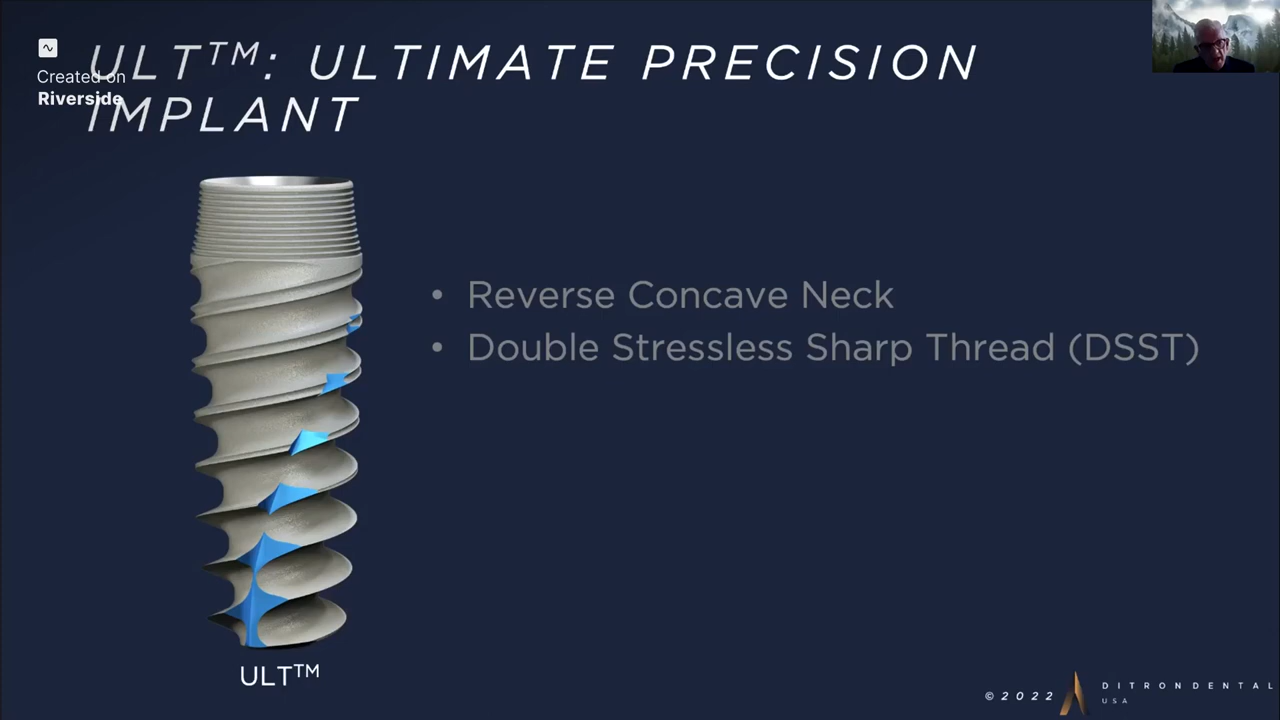 ULT™: ULTIMATE PRECISION
IMPLANT
Created on
Riverside
• Reverse Concave Neck
• Double Stressless Sharp Thread (DSST)
ULT™
©2022
DITRONDENTAL
USA